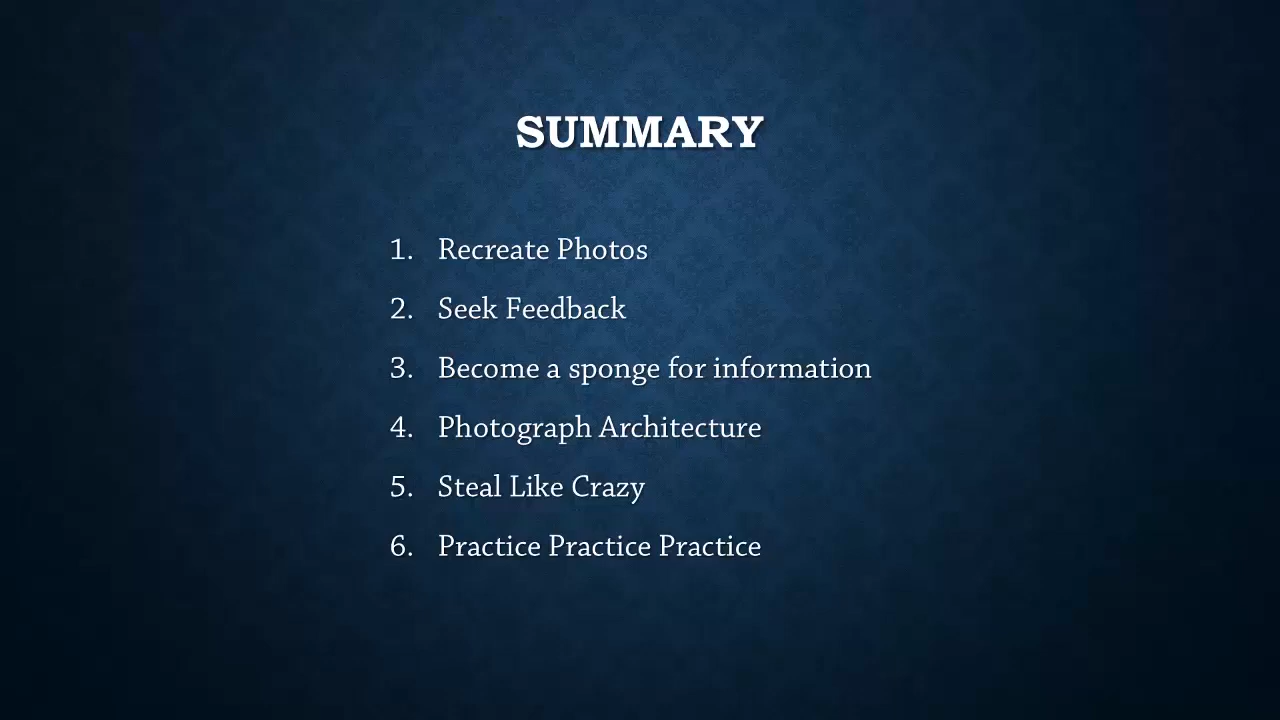 SUMMARY
1. Recreate Photos
2. Seek Feedback
3. Become a sponge for information
4. Photograph Architecture
5. Steal Like Crazy
6. Practice Practice Practice